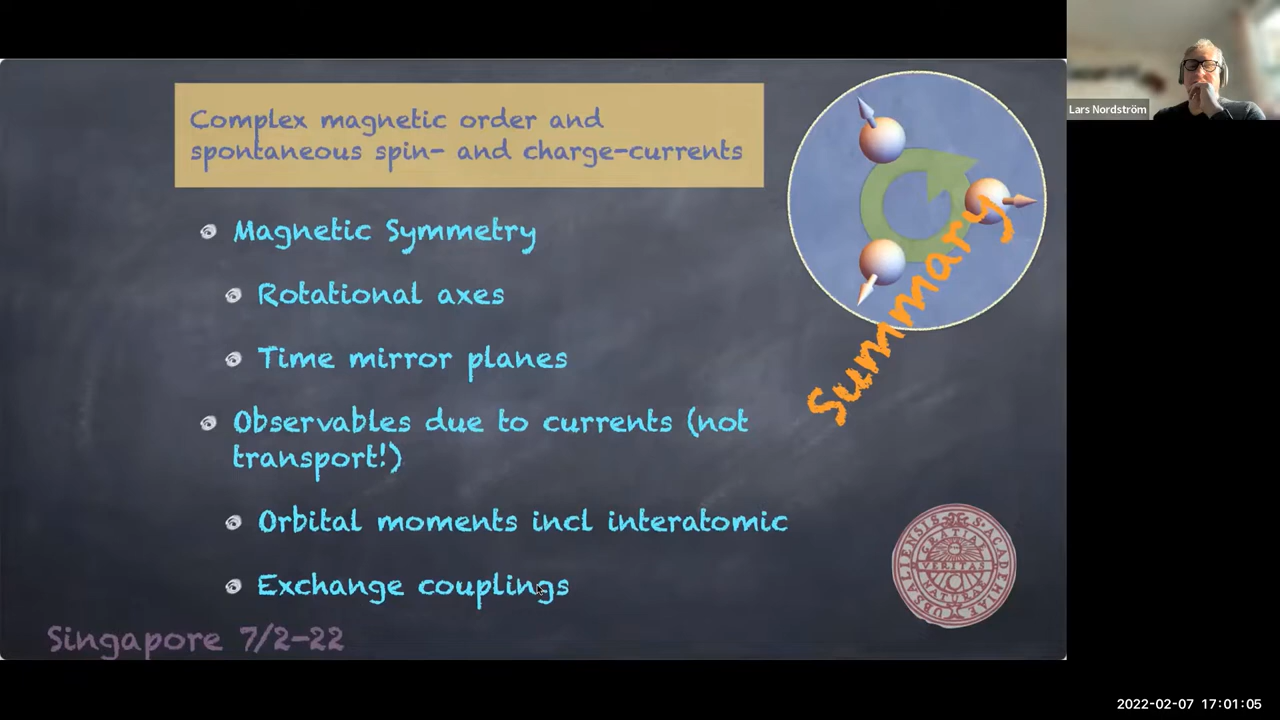 Complex magnetic order and
spontaneous spin- and charge-currents
Lars Nordström
Summary
Magnetic Symmetry
Rotational axes
Time mirror planes
Observables due to currents (not
transport!)
Orbital moments incl interatomic
Exchange couplings
GRATIAE
VERITAS
Singapore 7/2-22
2022-02-07 17:01:05